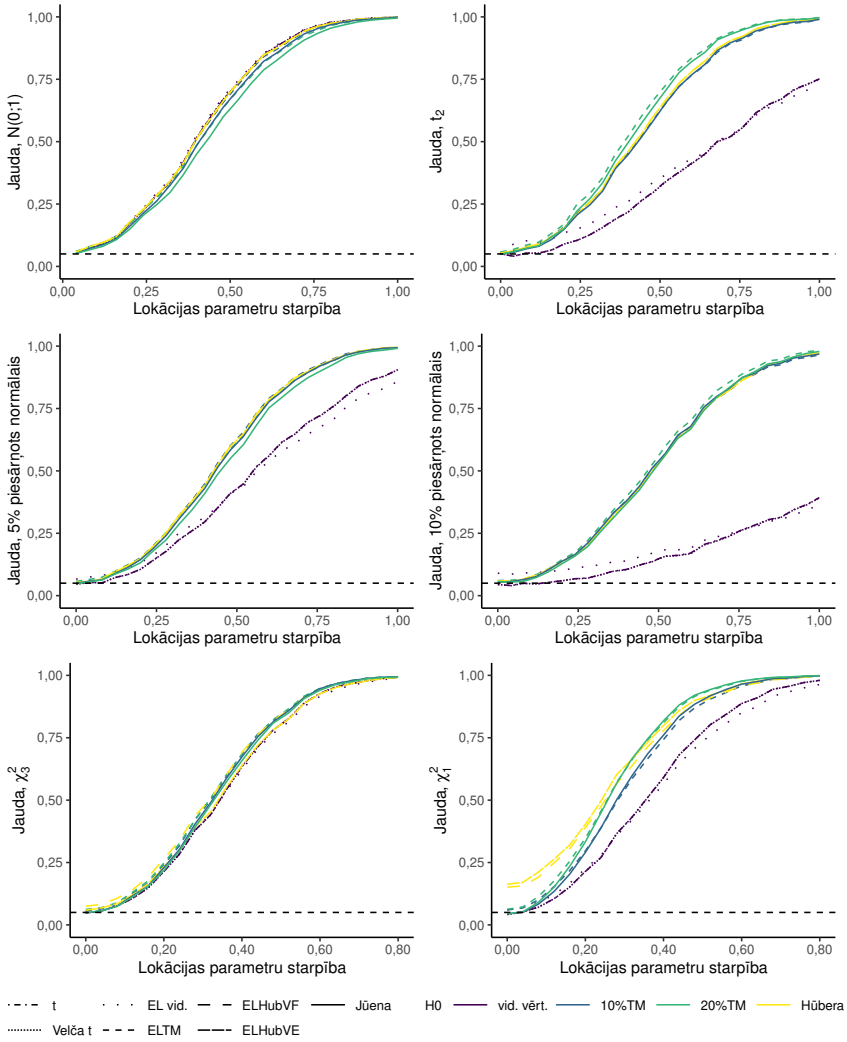 1,00
0,75
0,50
0,25
0,00
Jauda, N(0;1)
0,00 0,25 0,50 0,75 1,00
Lokācijas parametru starpība
1,00
0,75
0,50
0,25
0,00
Jauda, t₂
0,00 0,25 0,50 0,75 1,00
Lokācijas parametru starpība
1,00
0,75
0,50
0,25
0,00
Jauda, 5% piesārņots normālais
0,00 0,25 0,50 0,75 1,00
Lokācijas parametru starpība
1,00
0,75
0,50
0,25
0,00
Jauda, 10% piesārņots normālais
0,00 0,25 0,50 0,75 1,00
Lokācijas parametru starpība
1,00
0,75
0,50
0,25
0,00
Jauda, χ²₃
0,00 0,20 0,40 0,60 0,80
Lokācijas parametru starpība
1,00
0,75
0,50
0,25
0,00
Jauda, χ²₁
0,00 0,20 0,40 0,60 0,80
Lokācijas parametru starpība
t EL vid. ELHubVF Jūena H0 vid. vērt. 10%TM 20%TM Hūbera
Velča t ELTM ELHubVE